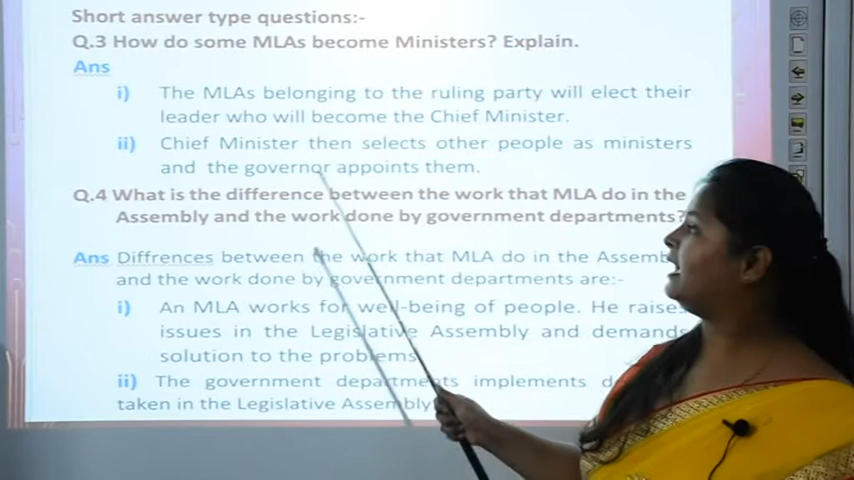 Short answer type questions:-
Q.3 How do some MLAs become Ministers? Explain.
Ans
i) The MLAs belonging to the ruling party will elect their
leader who will become the Chief Minister.
ii) Chief Minister then selects other people as ministers
and the governor appoints them.
Q.4 What is the difference between the work that MLA do in the
Assembly and the work done by government departments?
Ans Diffrences between the work that MLA do in the Assemb
and the work done by government departments are:-
i) An MLA works for well-being of people. He raises
issues in the Legislative Assembly and demands
solution to the problems.
ii) The government departments implements
taken in the Legislative Assembly.